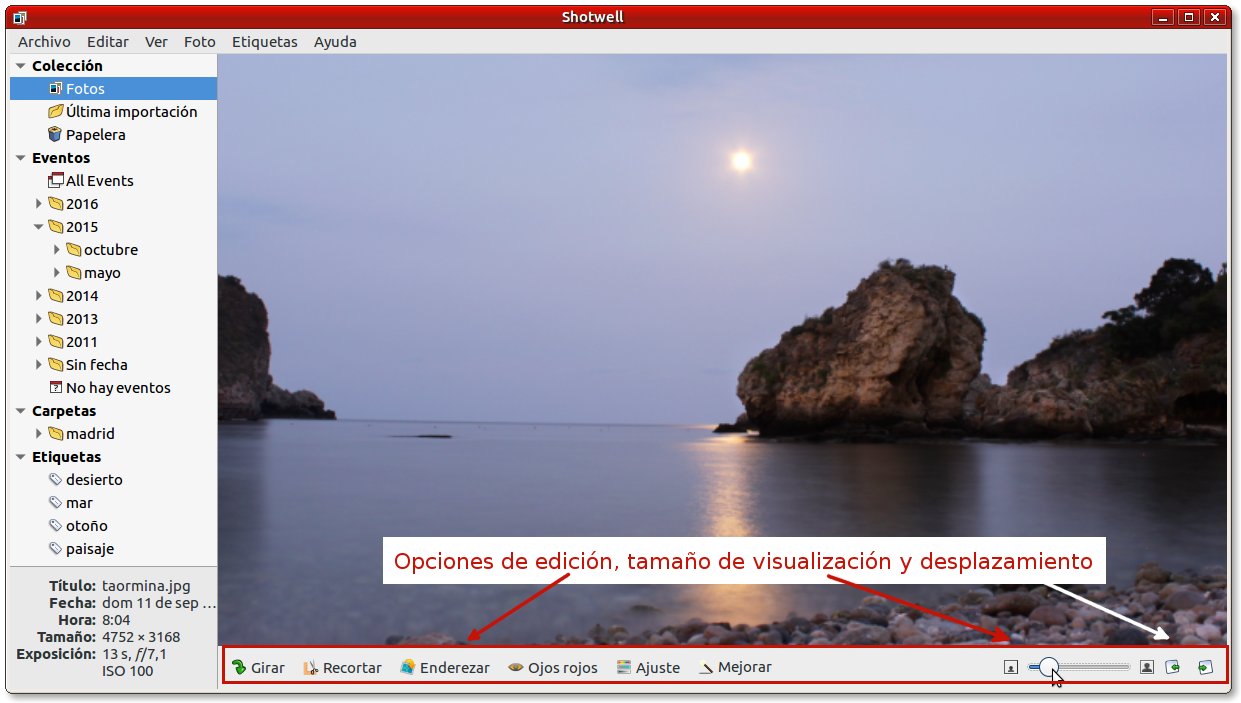 Shotwell
Archivo Editar Ver Foto Etiquetas Ayuda
Colección
Fotos
Última importación
Papelera
Eventos
All Events
2016
2015
octubre
mayo
2014
2013
2011
Sin fecha
No hay eventos
Carpetas
madrid
Etiquetas
desierto
mar
otoño
paisaje
Título: taormina.jpg
Fecha: dom 11 de sep ...
Hora: 8:04
Tamaño: 4752 × 3168
Exposición: 13 s, f/7,1
ISO 100
Opciones de edición, tamaño de visualización y desplazamiento
Girar Recortar Enderezar Ojos rojos Ajuste Mejorar